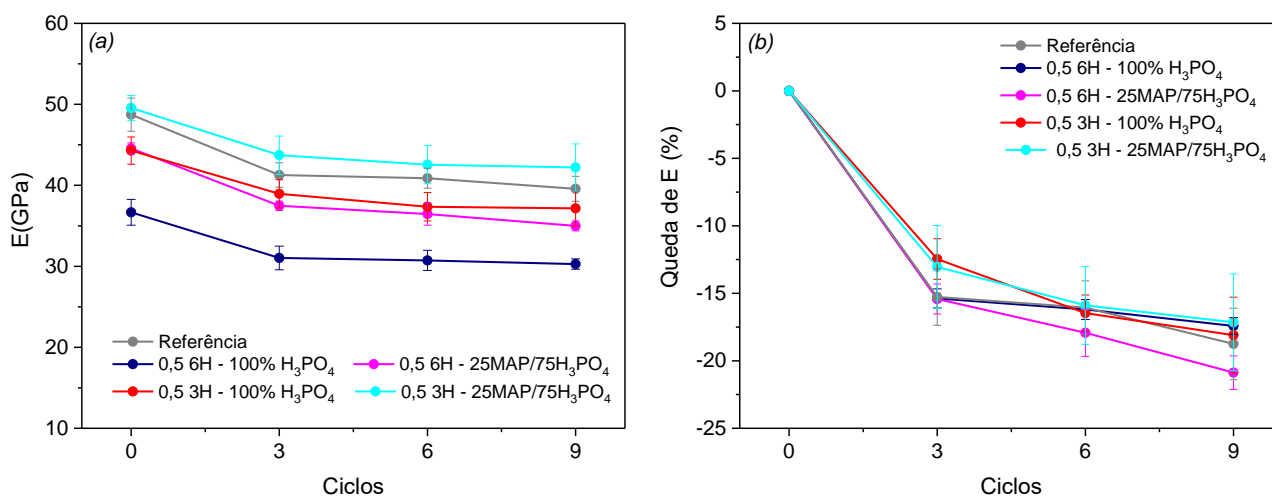 (a)
60
50
40
30
20
10
E(GPa)
Referência
0,5 6H - 100% H₃PO₄
0,5 6H - 25MAP/75H₃PO₄
0,5 3H - 100% H₃PO₄
0,5 3H - 25MAP/75H₃PO₄
0 3 6 9
Ciclos
(b)
5
0
-5
-10
-15
-20
-25
Queda de E (%)
Referência
0,5 6H - 100% H₃PO₄
0,5 6H - 25MAP/75H₃PO₄
0,5 3H - 100% H₃PO₄
0,5 3H - 25MAP/75H₃PO₄
0 3 6 9
Ciclos